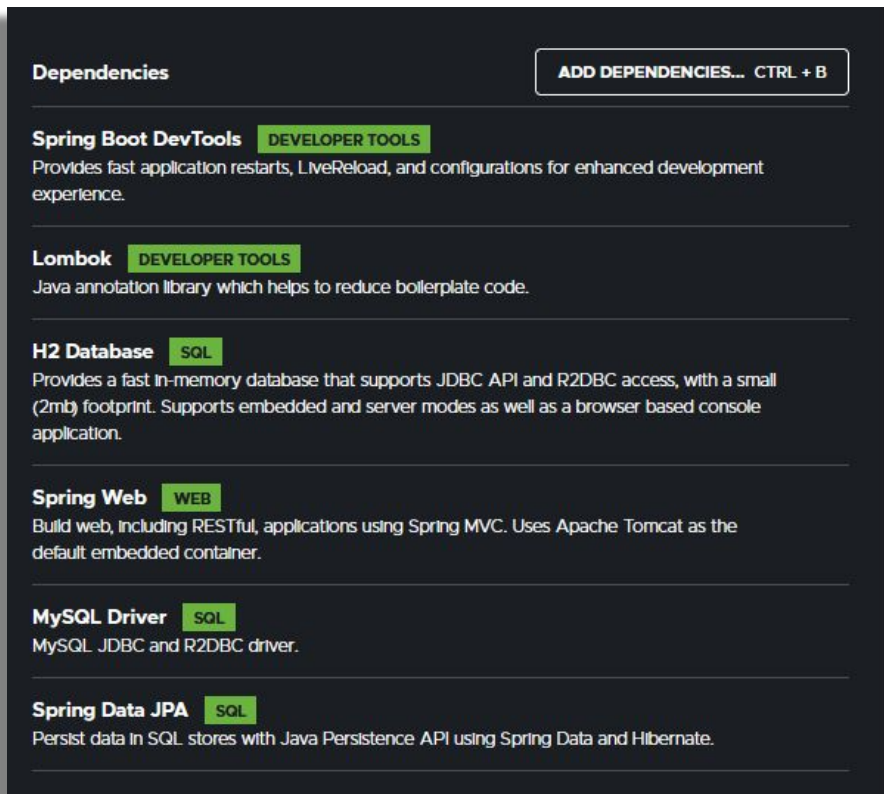 Dependencies
ADD DEPENDENCIES... CTRL + B
Spring Boot DevTools DEVELOPER TOOLS
Provides fast application restarts, LiveReload, and configurations for enhanced development
experience.
Lombok DEVELOPER TOOLS
Java annotation library which helps to reduce boilerplate code.
H2 Database SQL
Provides a fast in-memory database that supports JDBC API and R2DBC access, with a small
(2mb) footprint. Supports embedded and server modes as well as a browser based console
application.
Spring Web WEB
Build web, including RESTful, applications using Spring MVC. Uses Apache Tomcat as the
default embedded container.
MySQL Driver SQL
MySQL JDBC and R2DBC driver.
Spring Data JPA SQL
Persist data in SQL stores with Java Persistence API using Spring Data and Hibernate.